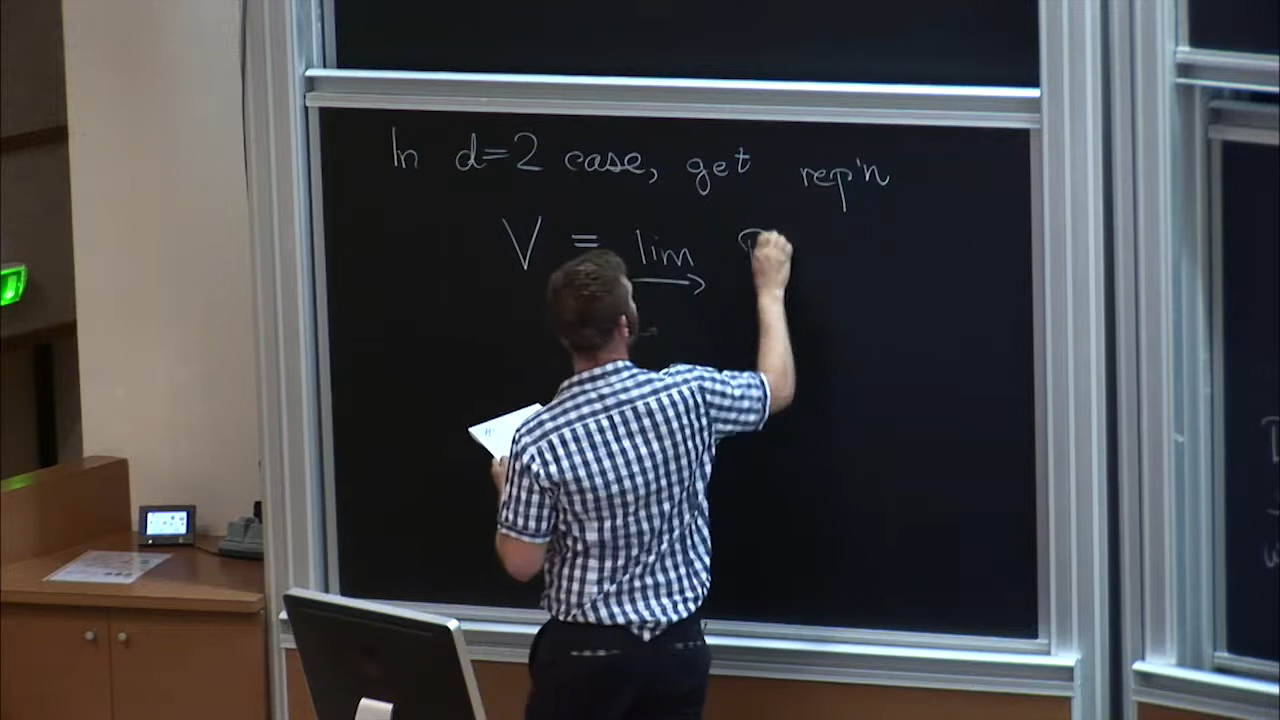 In d=2 case, get rep'n
V = lim